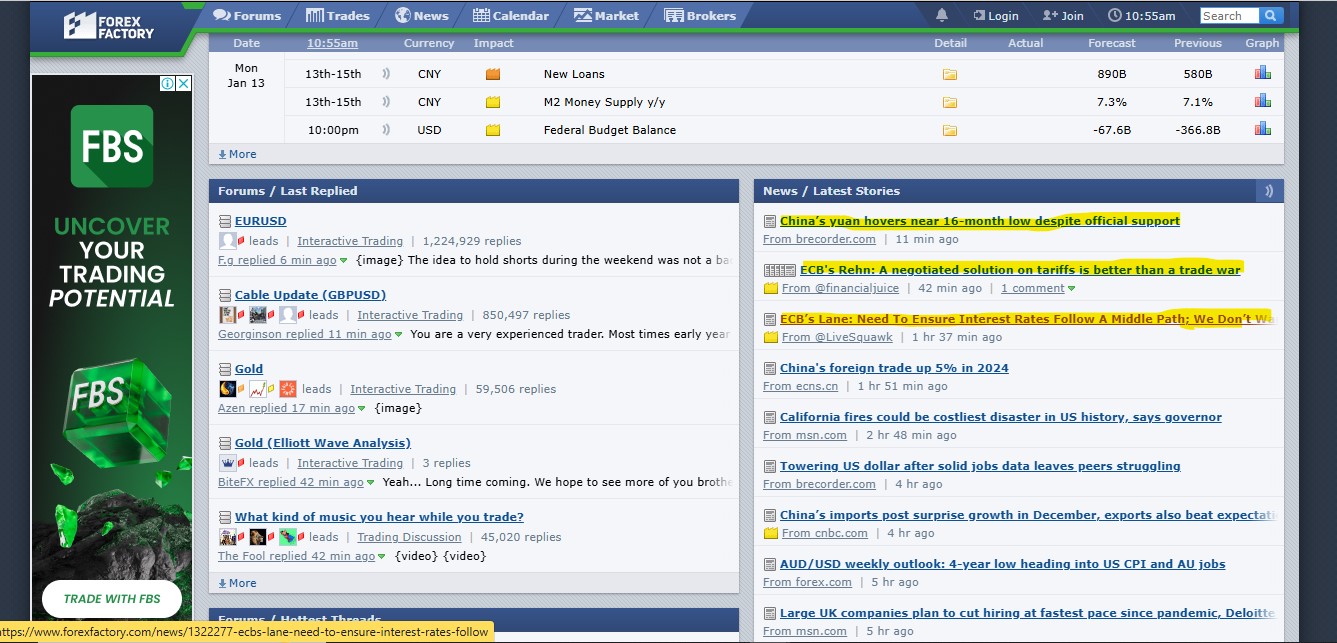 FOREX
FACTORY
Forums
Trades
News
Calendar
Market
Brokers
Login
Join
10:55am
Search
Date
10:55am
Currency
Impact
Detail
Actual
Forecast
Previous
Graph
Mon
Jan 13
13th-15th CNY New Loans 890B 580B
13th-15th CNY M2 Money Supply y/y 7.3% 7.1%
10:00pm USD Federal Budget Balance -67.6B -366.8B
More
FBS
UNCOVER
YOUR
TRADING
POTENTIAL
FBS
TRADE WITH FBS
Forums / Last Replied
EURUSD
leads | Interactive Trading | 1,224,929 replies
F.g replied 6 min ago {image} The idea to hold shorts during the weekend was not a ba
Cable Update (GBPUSD)
leads | Interactive Trading | 850,497 replies
Georginson replied 11 min ago You are a very experienced trader. Most times early year
Gold
leads | Interactive Trading | 59,506 replies
Azen replied 17 min ago {image}
Gold (Elliott Wave Analysis)
leads | Interactive Trading | 3 replies
BiteFX replied 42 min ago Yeah... Long time coming. We hope to see more of you brothe
What kind of music you hear while you trade?
leads | Trading Discussion | 45,020 replies
The Fool replied 42 min ago {video} {video}
More
Forums / Hottest Threads
News / Latest Stories
China's yuan hovers near 16-month low despite official support
From brecorder.com | 11 min ago
ECB's Rehn: A negotiated solution on tariffs is better than a trade war
From @financialjuice | 42 min ago | 1 comment
ECB's Lane: Need To Ensure Interest Rates Follow A Middle Path; We Don't Wa
From @LiveSquawk | 1 hr 37 min ago
China's foreign trade up 5% in 2024
From ecns.cn | 1 hr 51 min ago
California fires could be costliest disaster in US history, says governor
From msn.com | 2 hr 48 min ago
Towering US dollar after solid jobs data leaves peers struggling
From brecorder.com | 4 hr ago
China's imports post surprise growth in December, exports also beat expectati
From cnbc.com | 4 hr ago
AUD/USD weekly outlook: 4-year low heading into US CPI and AU jobs
From forex.com | 5 hr ago
Large UK companies plan to cut hiring at fastest pace since pandemic, Deloitte
From msn.com | 5 hr ago
https://www.forexfactory.com/news/1322277-ecbs-lane-need-to-ensure-interest-rates-follow